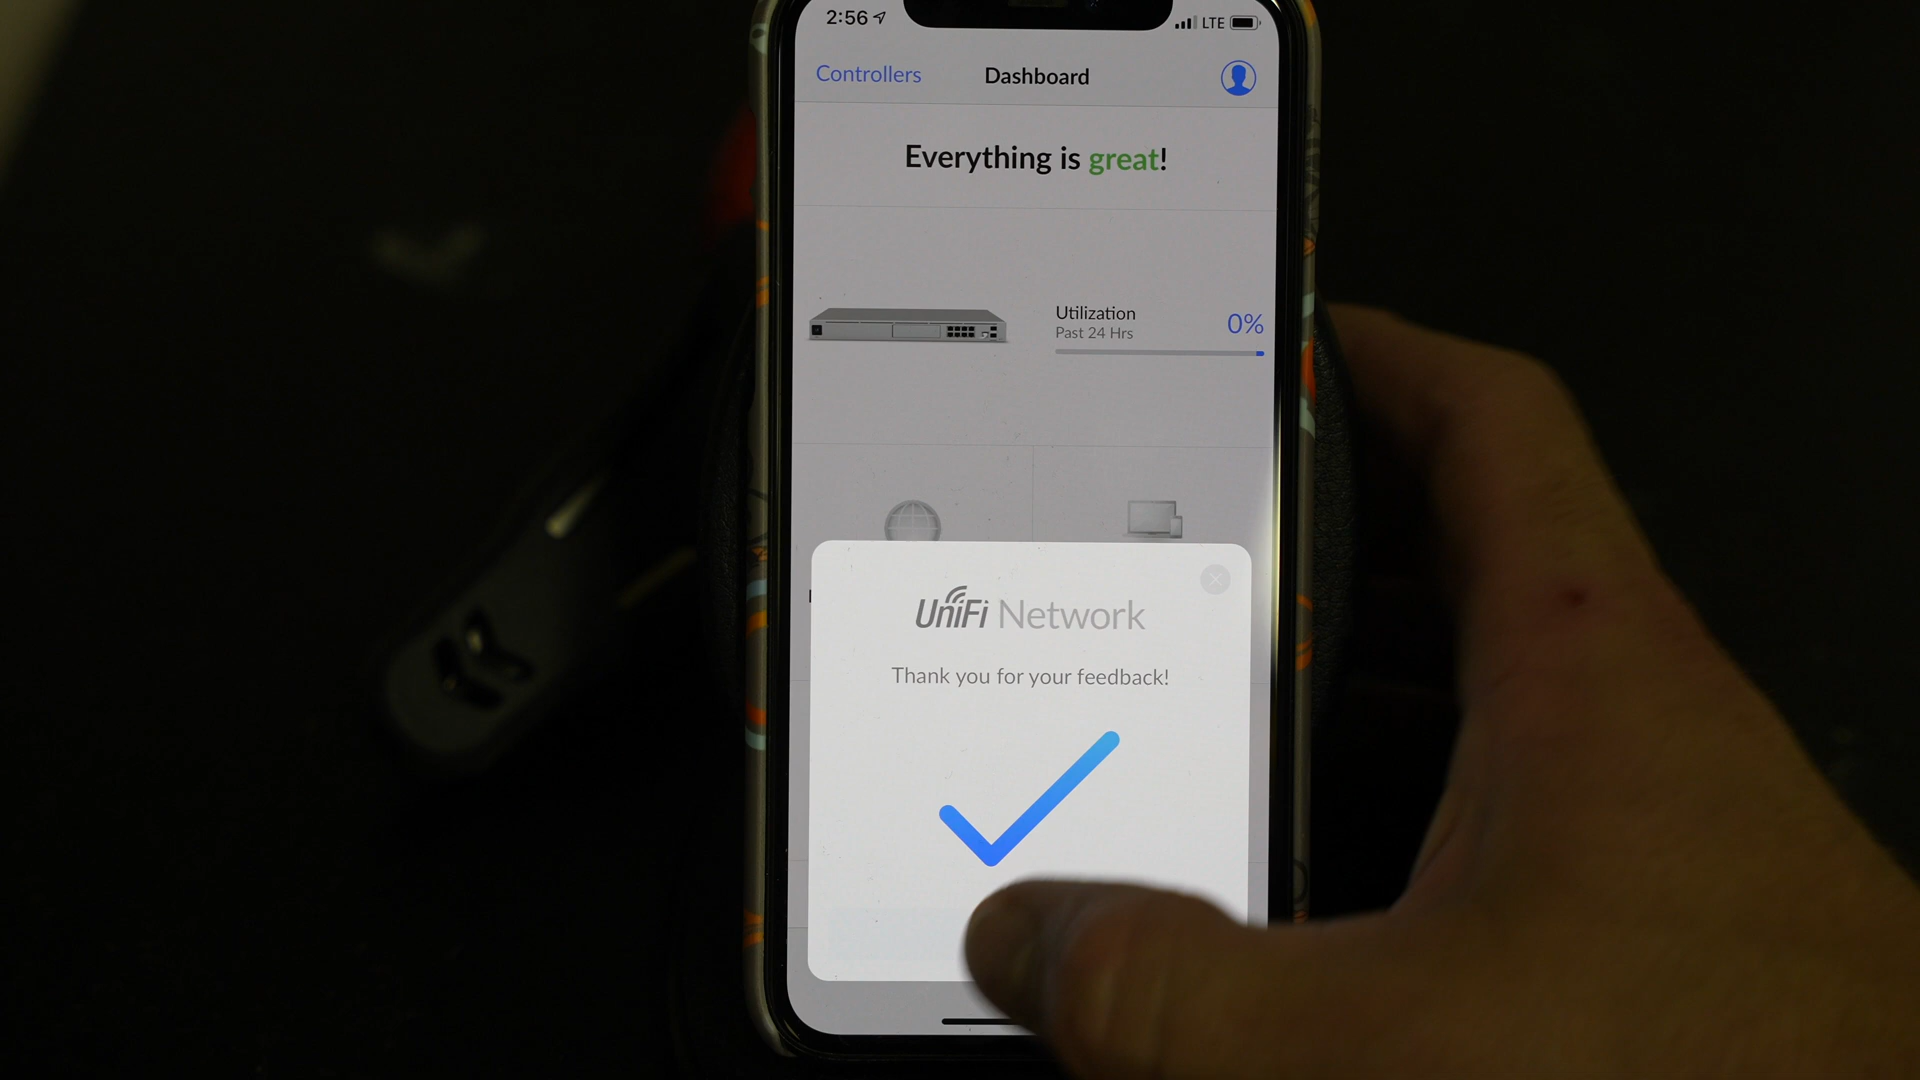 2:56
LTE
Controllers
Dashboard
Everything is great!
Utilization
Past 24 Hrs
0%
UniFi Network
Thank you for your feedback!